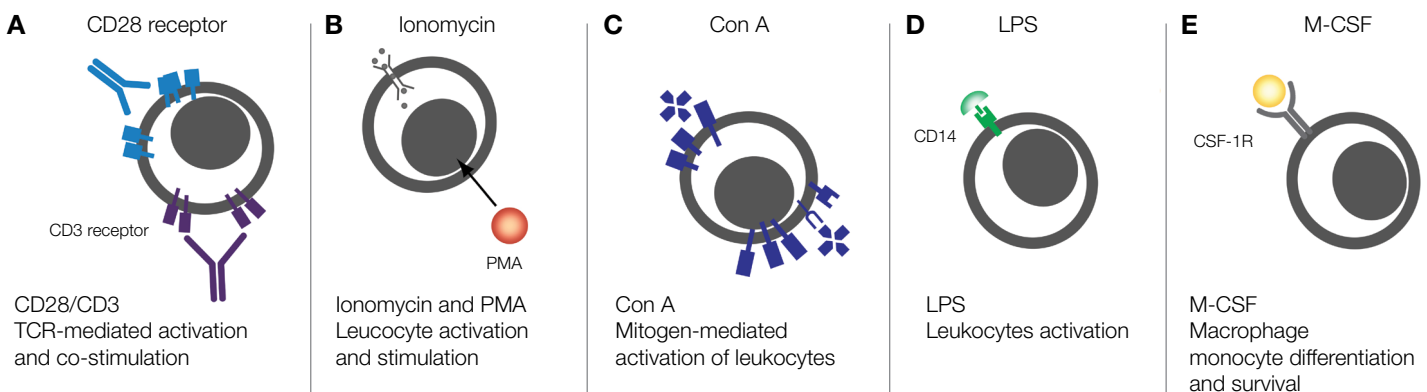 A
CD28 receptor
CD3 receptor
CD28/CD3
TCR-mediated activation
and co-stimulation
B
Ionomycin
PMA
Ionomycin and PMA
Leucocyte activation
and stimulation
C
Con A
Con A
Mitogen-mediated
activation of leukocytes
D
LPS
CD14
LPS
Leukocytes activation
E
M-CSF
CSF-1R
M-CSF
Macrophage
monocyte differentiation
and survival